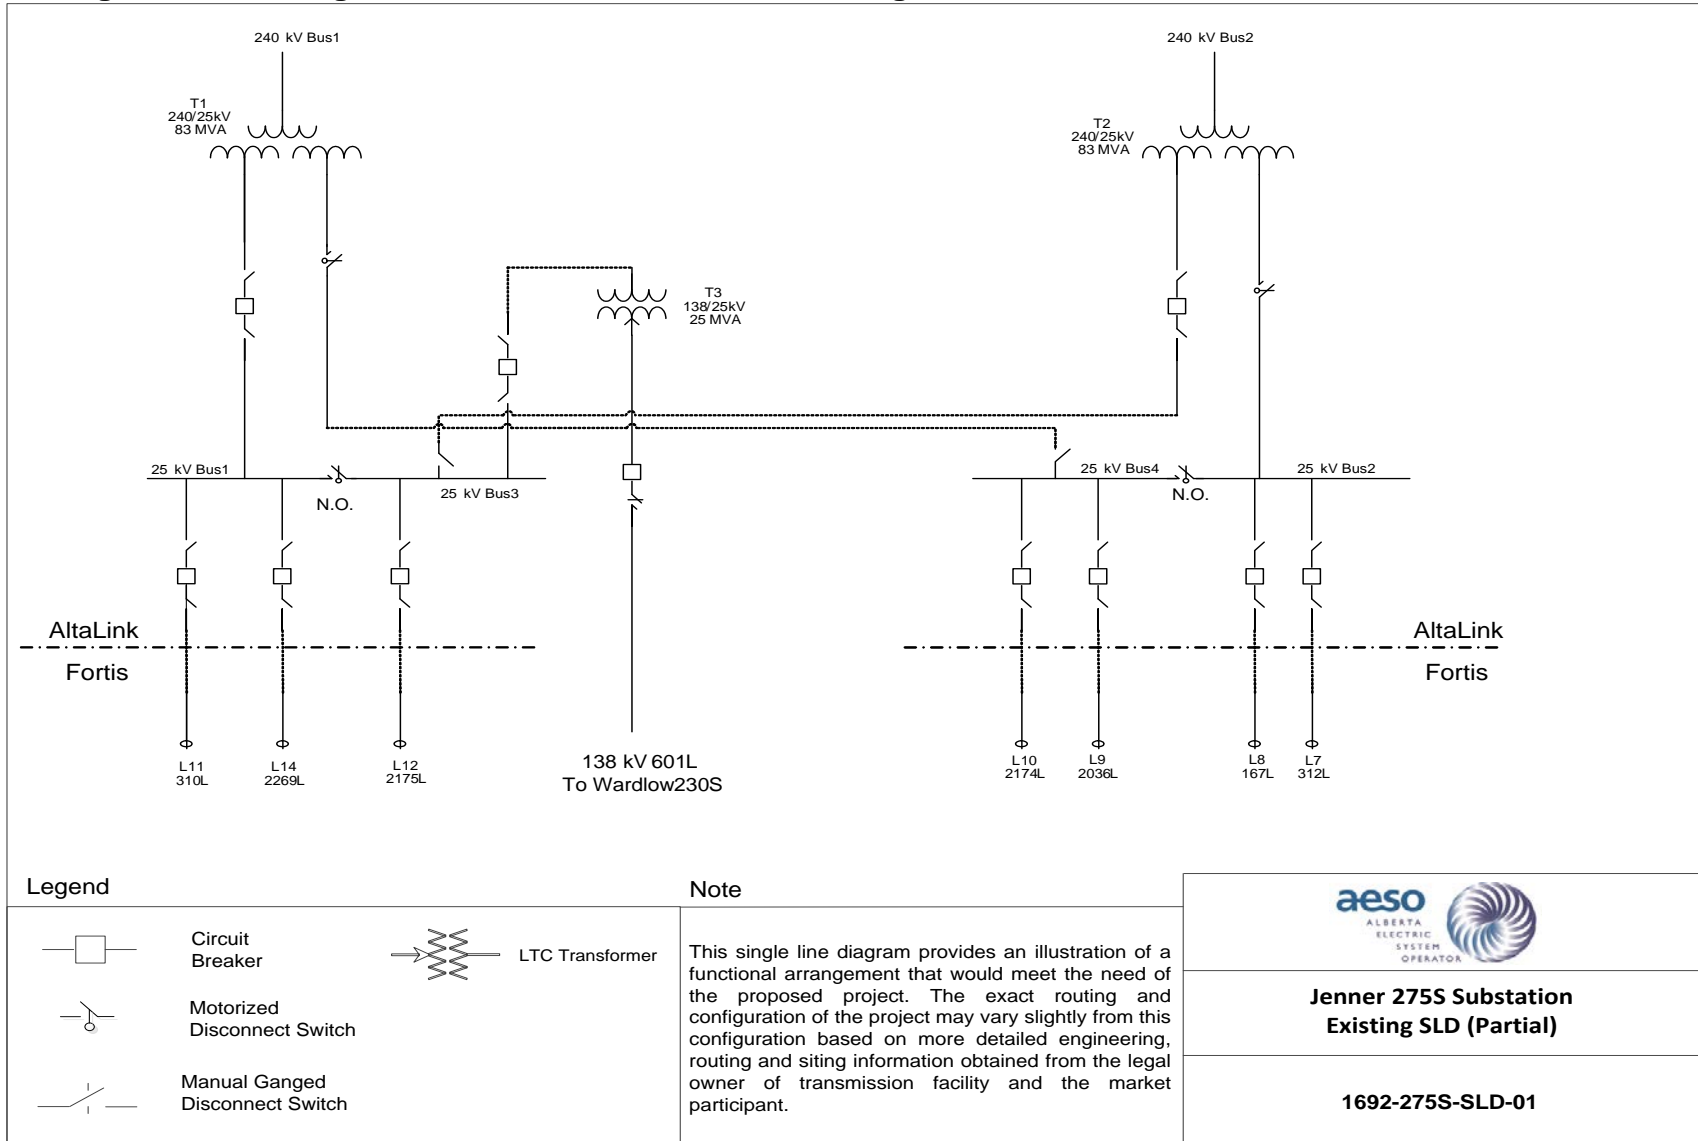 240 kV Bus1
240 kV Bus2
T1
240/25kV
83 MVA
T2
240/25kV
83 MVA
T3
138/25kV
25 MVA
25 kV Bus1
N.O.
25 kV Bus3
25 kV Bus4
N.O.
25 kV Bus2
AltaLink
Fortis
AltaLink
Fortis
L11
310L
L14
2269L
L12
2175L
138 kV 601L
To Wardlow230S
L10
2174L
L9
2036L
L8
167L
L7
312L
Legend
Circuit
Breaker
LTC Transformer
Motorized
Disconnect Switch
Manual Ganged
Disconnect Switch
Note
This single line diagram provides an illustration of a
functional arrangement that would meet the need of
the proposed project. The exact routing and
configuration of the project may vary slightly from this
configuration based on more detailed engineering,
routing and siting information obtained from the legal
owner of transmission facility and the market
participant.
aeso
ALBERTA
ELECTRIC
SYSTEM
OPERATOR
Jenner 275S Substation
Existing SLD (Partial)
1692-275S-SLD-01